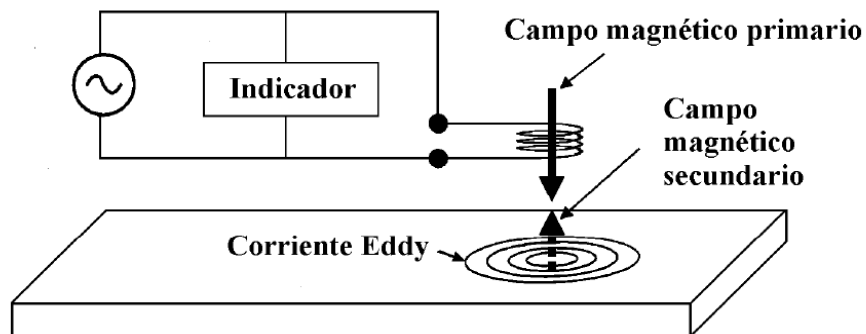 Campo magnético primario
Indicador
Campo
magnético
secundario
Corriente Eddy